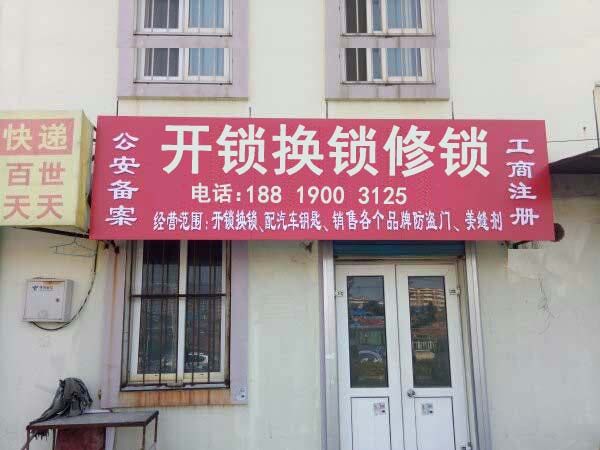 快递
百世
天天
公安备案
开锁换锁修锁
电话:188 1900 3125
经营范围:开锁换锁、配汽车钥匙、销售各个品牌防盗门、美缝剂
工商注册